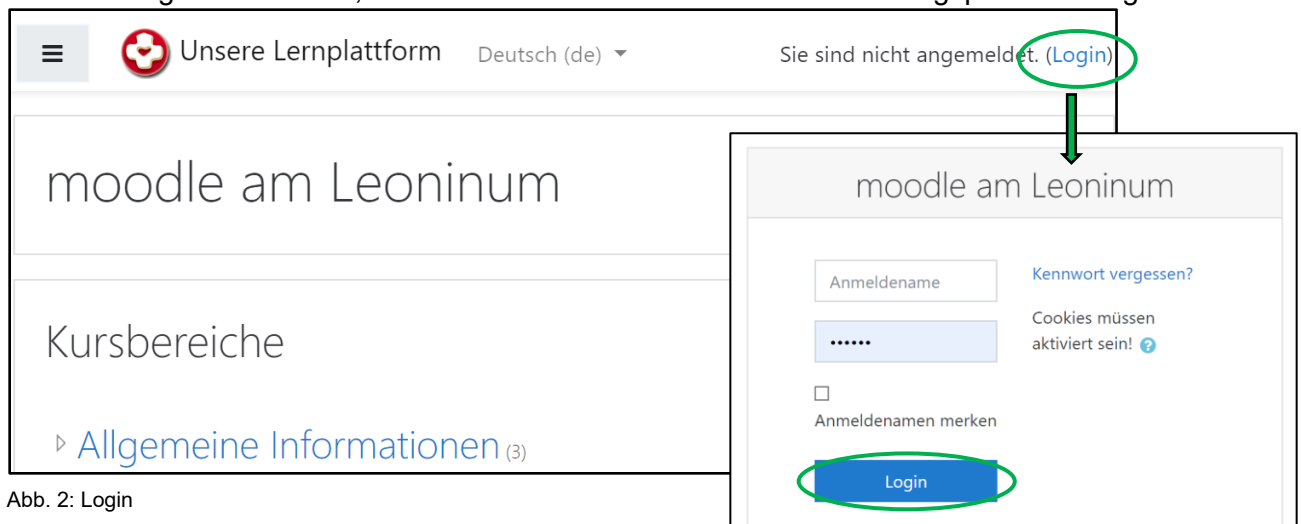 Unsere Lernplattform Deutsch (de) Sie sind nicht angemeldet. (Login)
moodle am Leoninum
Kursbereiche
Allgemeine Informationen (3)
moodle am Leoninum
Anmeldename Kennwort vergessen?
Cookies müssen
aktiviert sein!
••••••
Anmeldenamen merken
Login
Abb. 2: Login